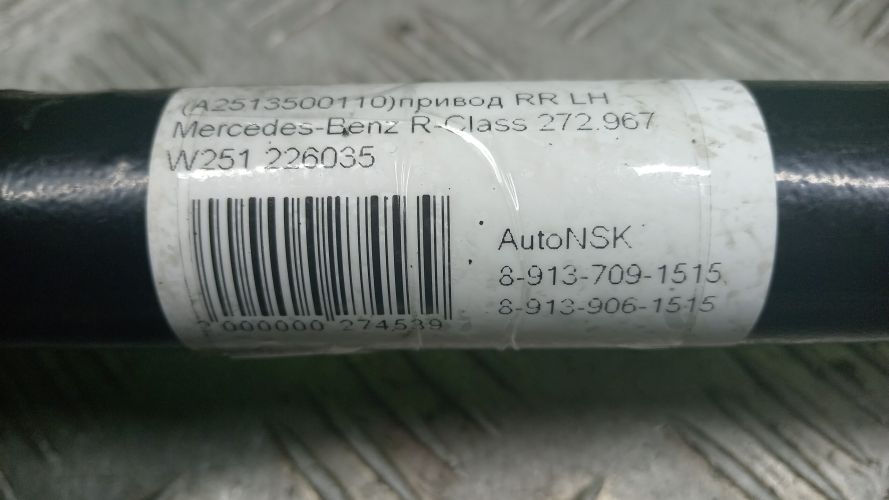 (A2513500110)привод RR LH
Mercedes-Benz R-Class 272.967
W251 226035
AutoNSK
8-913-709-1515
8-913-906-1515
2 000000 274539